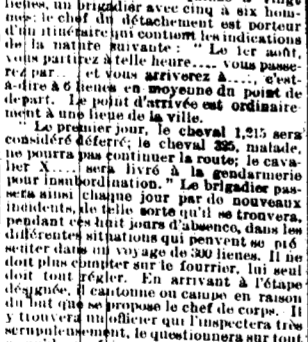 lieues, un brigadier avec cinq à six hom-
mes; le chef du détachement est porteur
d'un itinéraire qui contient les indications
de la nature suivante : " Le 1er août,
vous partirez à telle heure.... vous passe-
rez par.... et vous arriverez à...., c'est-
à-dire à 6 lieues en moyenne du point de
départ. Le point d'arrivée est ordinaire-
ment à une lieue de la ville.
" Le premier jour, le cheval 1,215 sera
considéré déferré; le cheval 325, malade,
ne pourra pas continuer la route; le cava-
lier X.... sera livré à la gendarmerie
pour insubordination. " Le brigadier pas-
sera ainsi chaque jour par de nouveaux
incidents, de telle sorte qu'il se trouvera,
pendant ces huit jours d'absence, dans les
différentes situations qui peuvent se pré-
senter dans un voyage de 300 lieues. Il ne
doit plus compter sur le fourrier, lui seul
doit tout régler. En arrivant à l'étape
désignée, il cantonne ou campe en raison
du but que se propose le chef de corps. Il
y trouvera un officier qui l'inspectera très
scrupuleusement, le questionnera sur tout